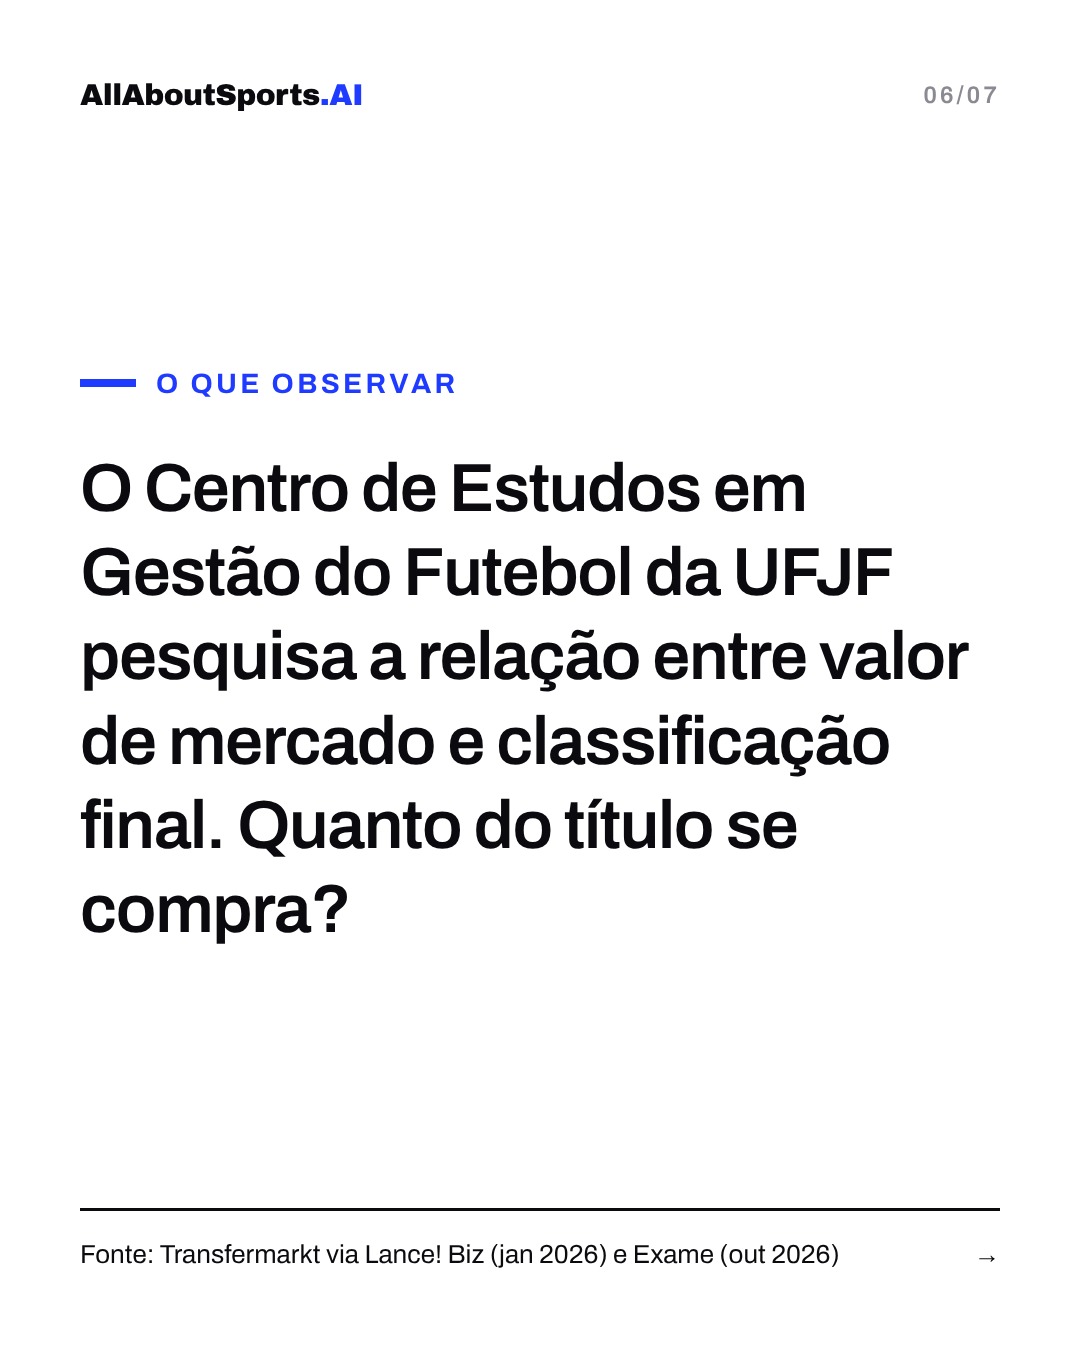 AllAboutSports.AI
06/07
O QUE OBSERVAR
O Centro de Estudos em
Gestão do Futebol da UFJF
pesquisa a relação entre valor
de mercado e classificação
final. Quanto do título se
compra?
Fonte: Transfermarkt via Lance! Biz (jan 2026) e Exame (out 2026)
→